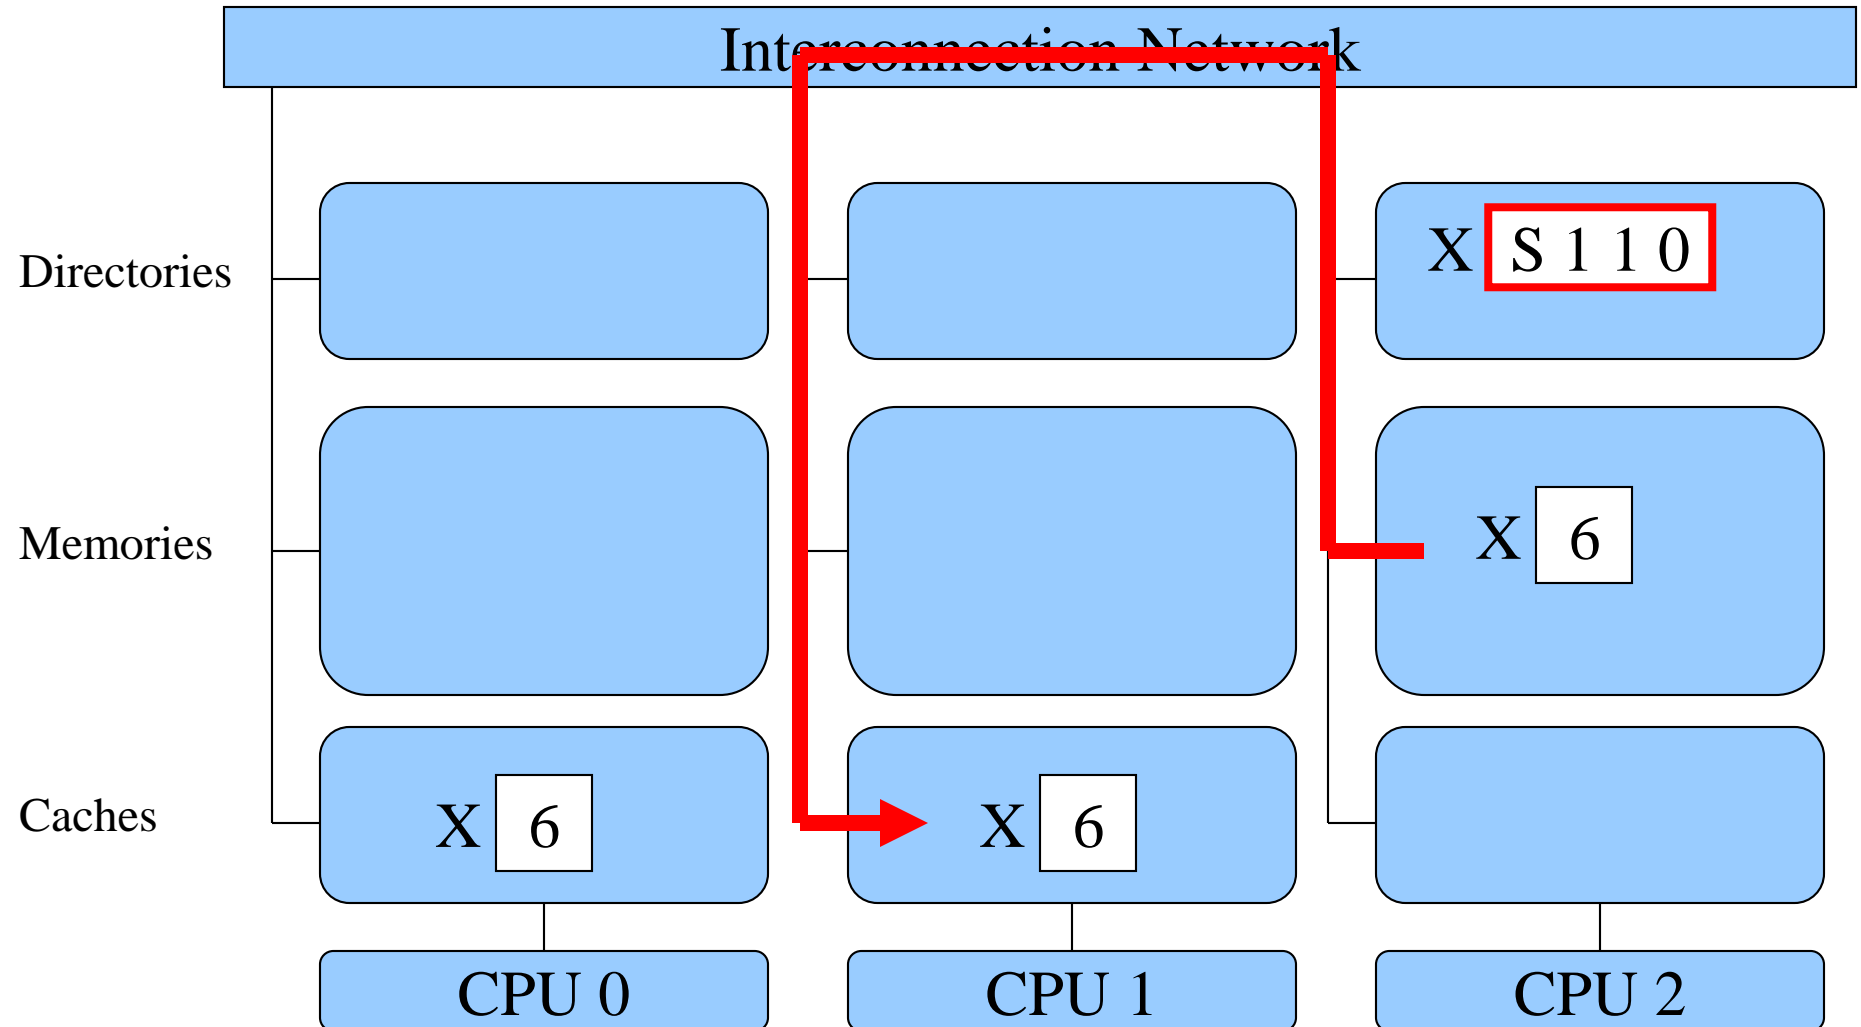 Interconnection Network
Directories
X S 1 1 0
Memories
X 6
Caches
X 6
X 6
CPU 0
CPU 1
CPU 2